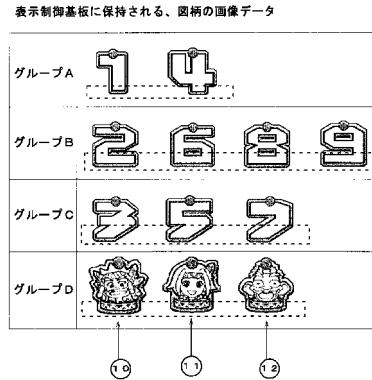 表示制御基板に保持される、図柄の画像データ
グループA 1 4
グループB 2 6 8 9
グループC 3 5 7
グループD
10 11 12